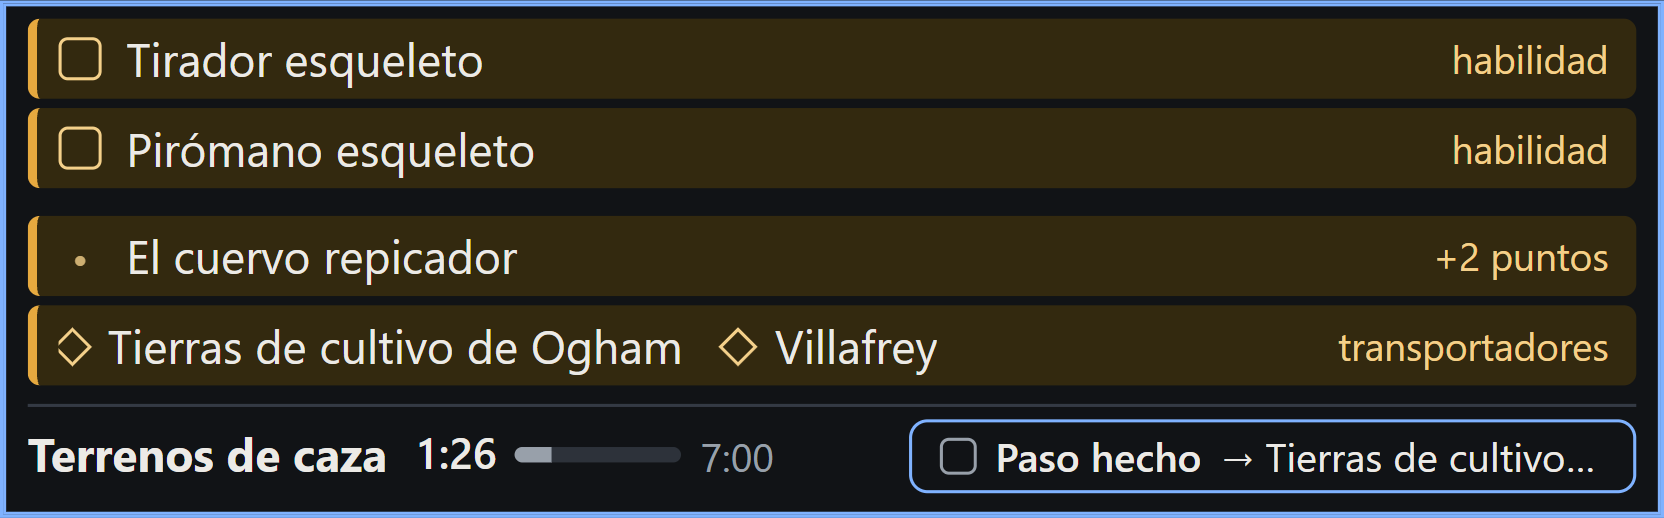 Tirador esqueleto habilidad
Pirómano esqueleto habilidad
El cuervo repicador +2 puntos
Tierras de cultivo de Ogham Villafrey transportadores
Terrenos de caza 1:26 7:00 Paso hecho → Tierras de cultivo...